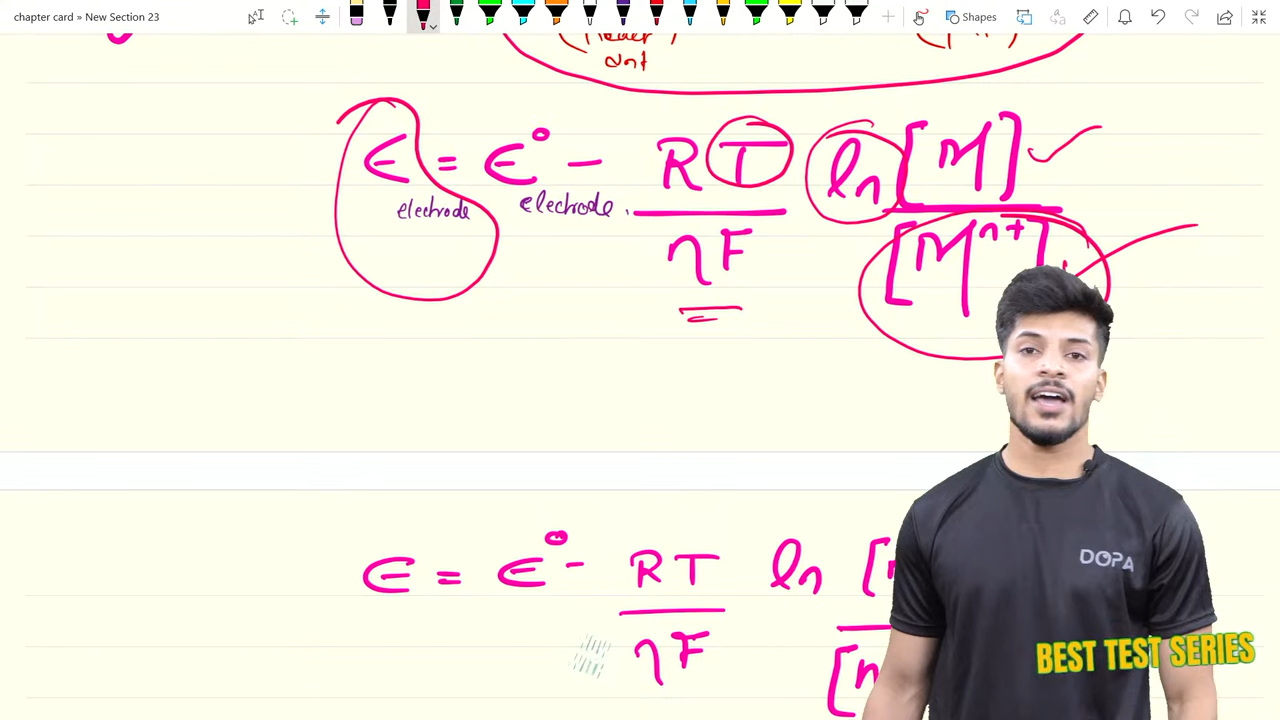 chapter card » New Section 23
Shapes
ant
E electrode = E° electrode - RT/nF ln [M]/[Mn+]
E = E° - RT/nF ln
DOPA
BEST TEST SERIES